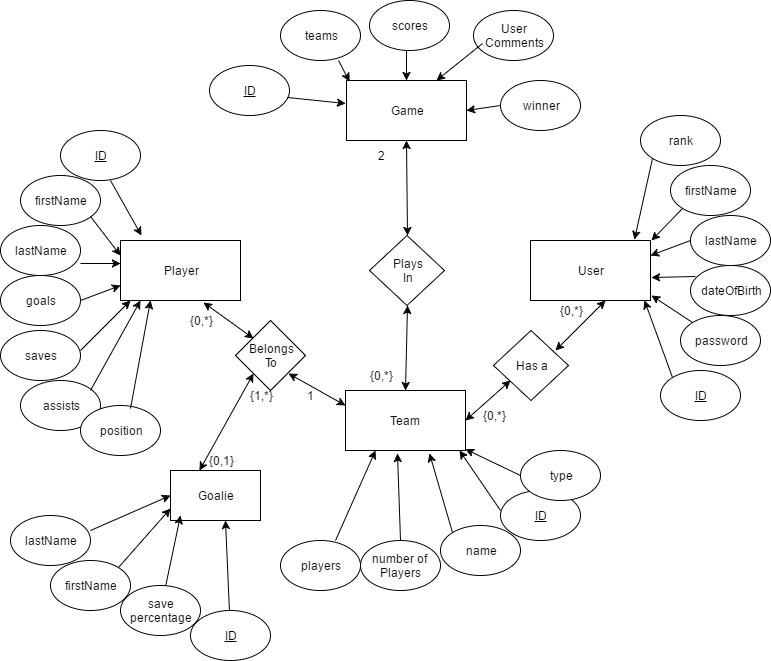 scores
teams
User
Comments
ID
Game
winner
ID
2
rank
firstName
firstName
lastName
lastName
Player
Plays
In
User
goals
dateOfBirth
{0,*}
{0,*}
saves
Belongs
To
password
Has a
{0,*}
assists
{1,*}
1
ID
position
Team
{0,*}
{0,1}
type
Goalie
ID
lastName
name
players
number of
Players
firstName
save
percentage
ID